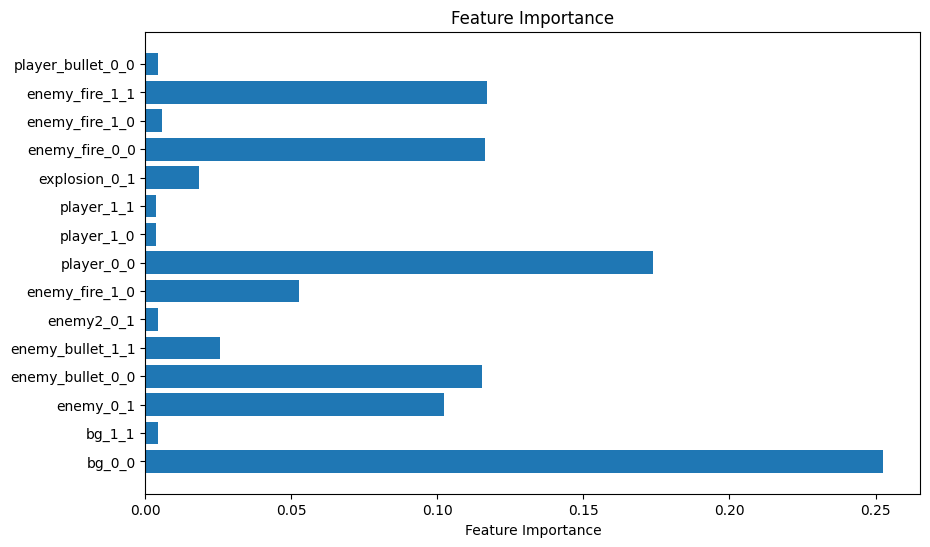 Feature Importance
player_bullet_0_0
enemy_fire_1_1
enemy_fire_1_0
enemy_fire_0_0
explosion_0_1
player_1_1
player_1_0
player_0_0
enemy_fire_1_0
enemy2_0_1
enemy_bullet_1_1
enemy_bullet_0_0
enemy_0_1
bg_1_1
bg_0_0
0.00 0.05 0.10 0.15 0.20 0.25
Feature Importance